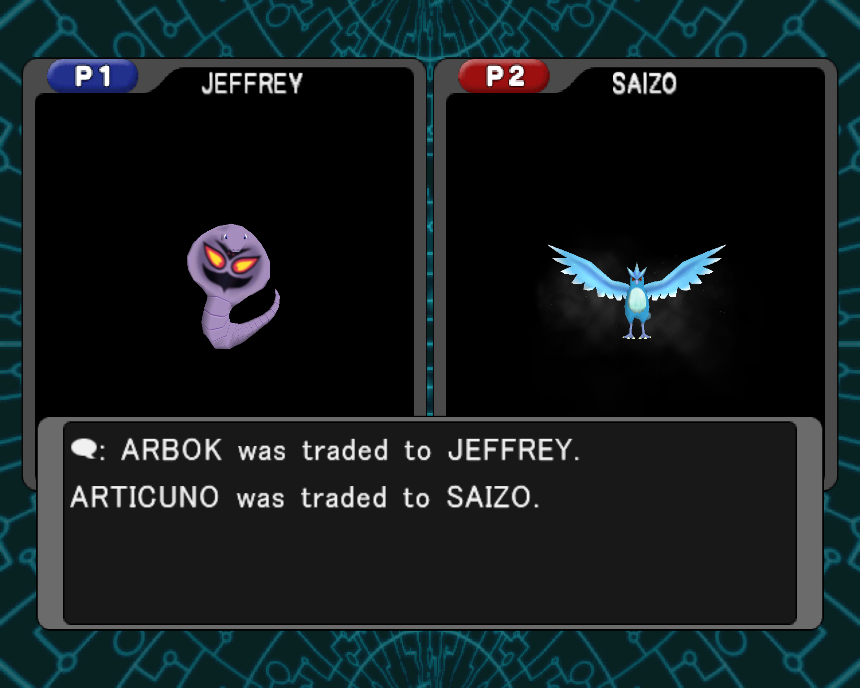 P1
JEFFREY
P2
SAIZO
: ARBOK was traded to JEFFREY.
ARTICUNO was traded to SAIZO.